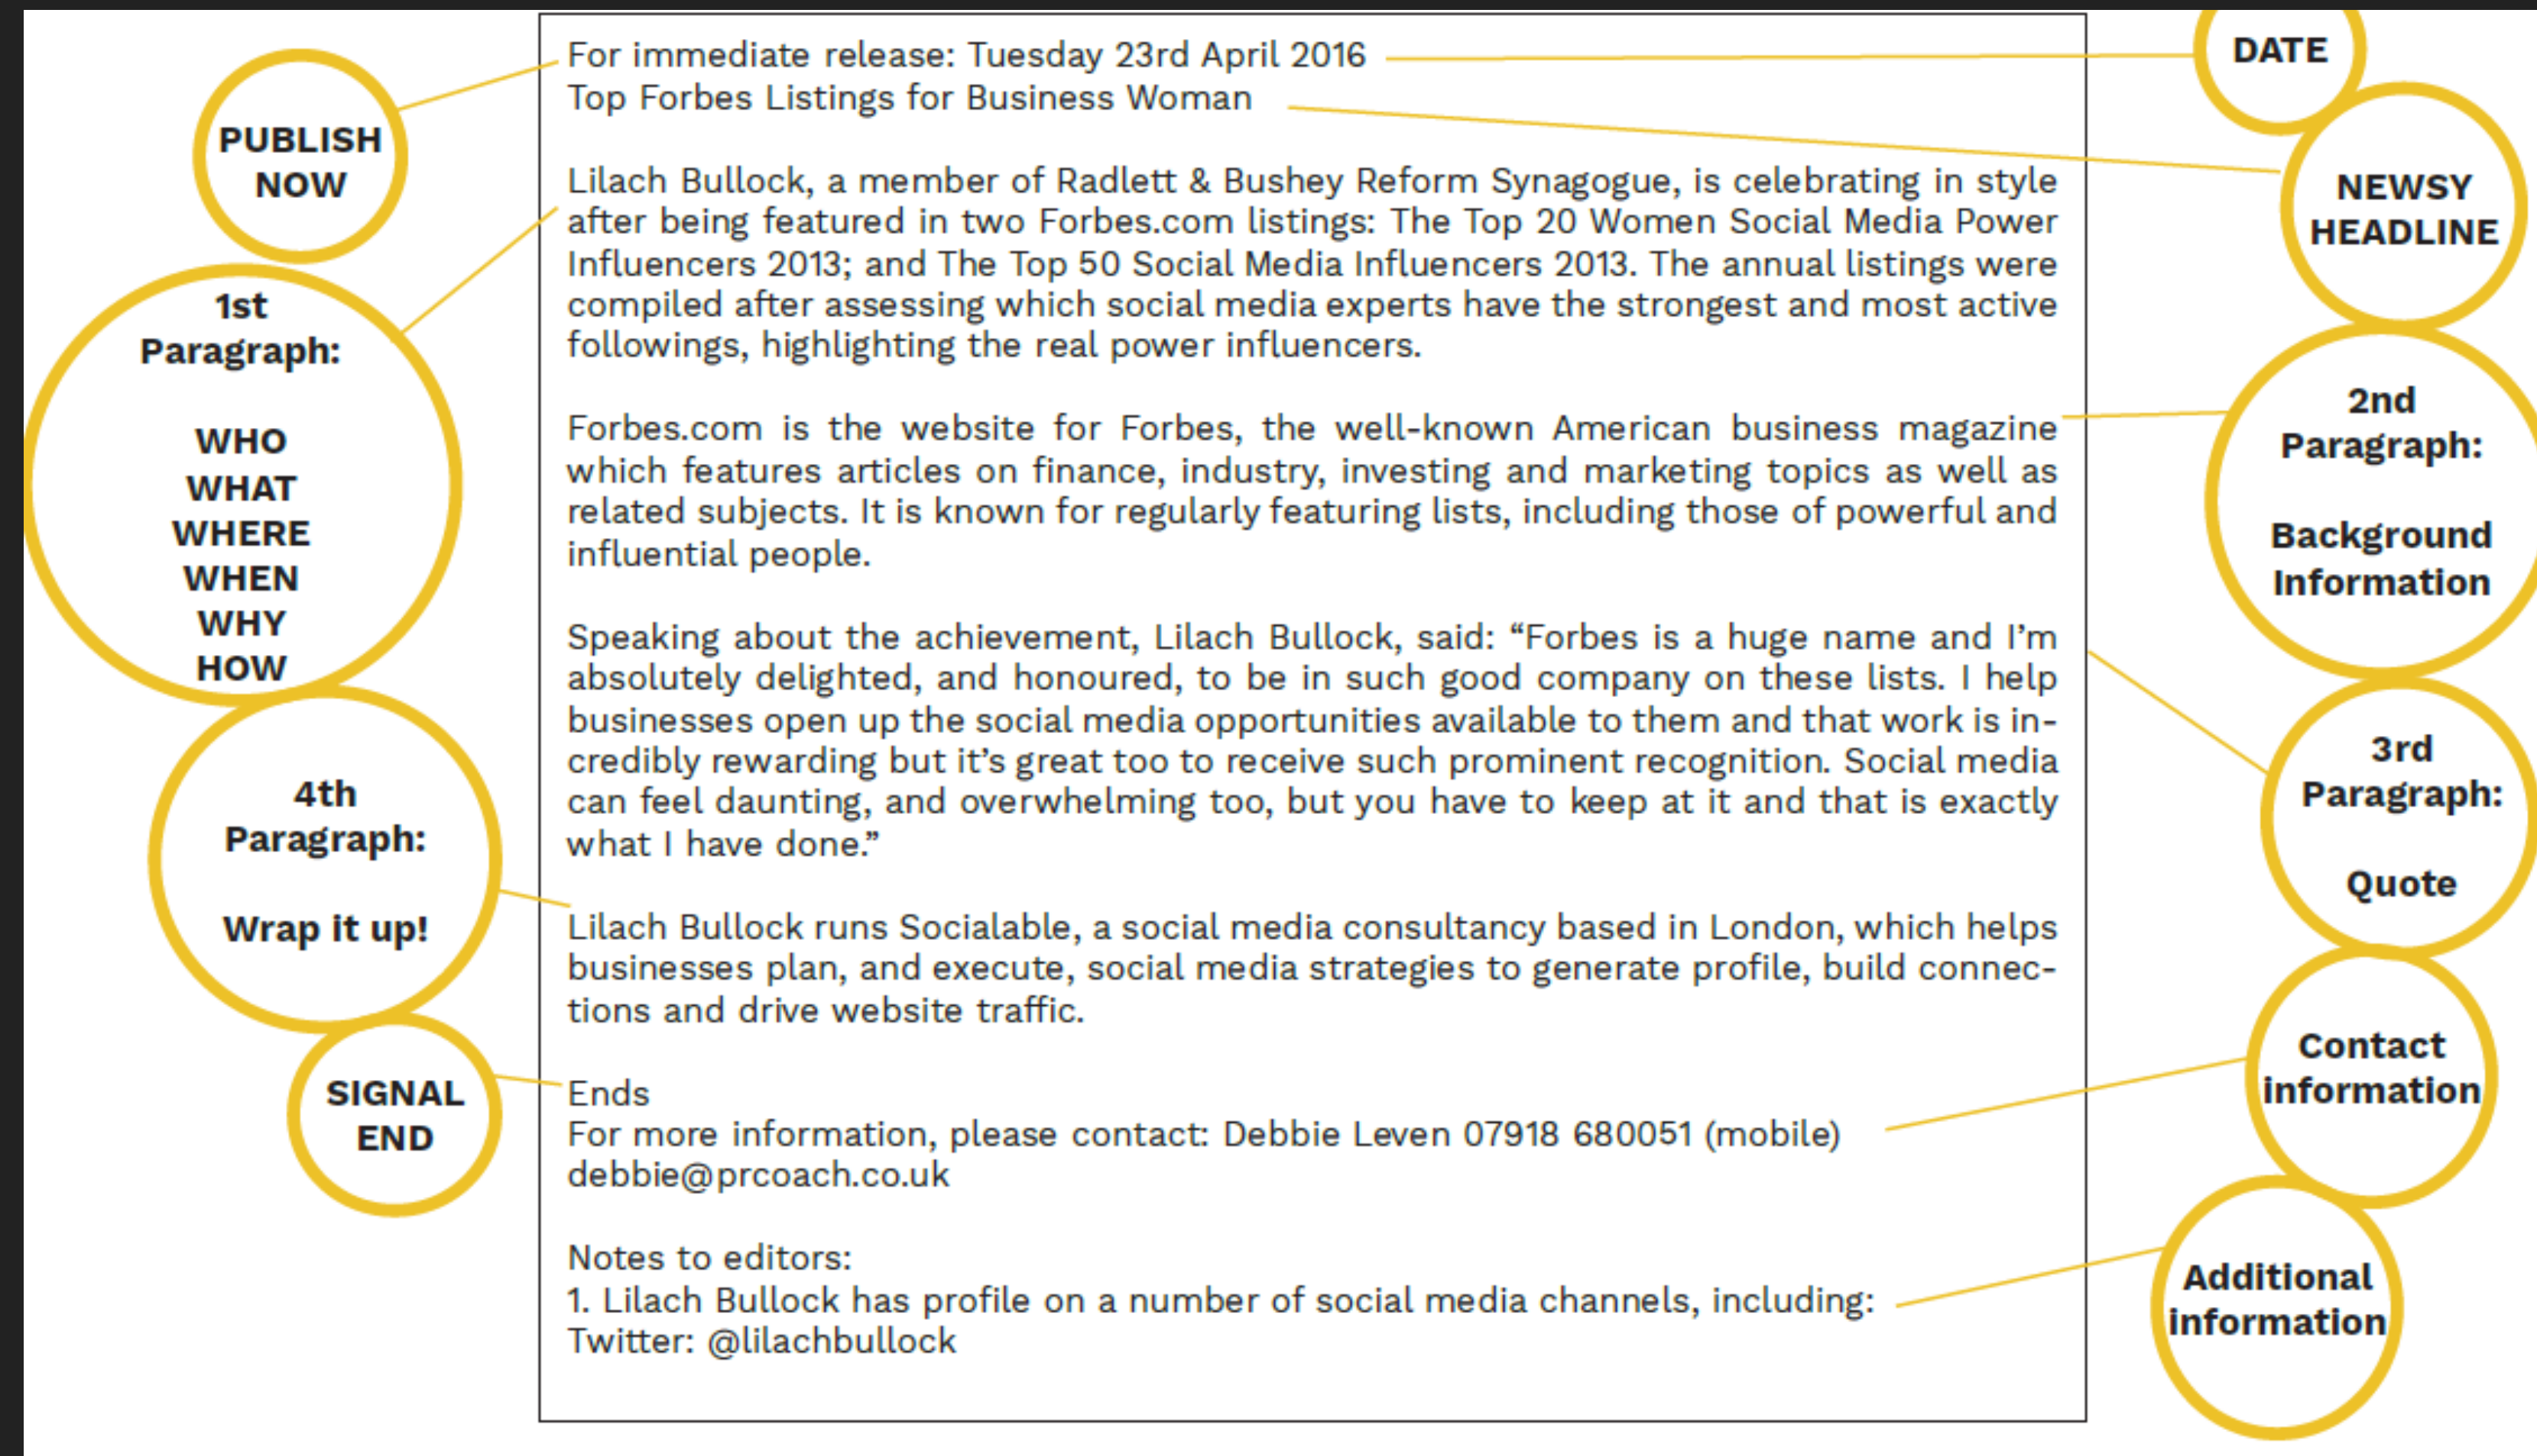 For immediate release: Tuesday 23rd April 2016
Top Forbes Listings for Business Woman
Lilach Bullock, a member of Radlett & Bushey Reform Synagogue, is celebrating in style
after being featured in two Forbes.com listings: The Top 20 Women Social Media Power
Influencers 2013; and The Top 50 Social Media Influencers 2013. The annual listings were
compiled after assessing which social media experts have the strongest and most active
followings, highlighting the real power influencers.
Forbes.com is the website for Forbes, the well-known American business magazine
which features articles on finance, industry, investing and marketing topics as well as
related subjects. It is known for regularly featuring lists, including those of powerful and
influential people.
Speaking about the achievement, Lilach Bullock, said: “Forbes is a huge name and I’m
absolutely delighted, and honoured, to be in such good company on these lists. I help
businesses open up the social media opportunities available to them and that work is in-
credibly rewarding but it’s great too to receive such prominent recognition. Social media
can feel daunting, and overwhelming too, but you have to keep at it and that is exactly
what I have done.”
Lilach Bullock runs Socialable, a social media consultancy based in London, which helps
businesses plan, and execute, social media strategies to generate profile, build connec-
tions and drive website traffic.
Ends
For more information, please contact: Debbie Leven 07918 680051 (mobile)
debbie@prcoach.co.uk
Notes to editors:
1. Lilach Bullock has profile on a number of social media channels, including:
Twitter: @lilachbullock
PUBLISH
NOW
1st
Paragraph:
WHO
WHAT
WHERE
WHEN
WHY
HOW
4th
Paragraph:
Wrap it up!
SIGNAL
END
DATE
NEWSY
HEADLINE
2nd
Paragraph:
Background
Information
3rd
Paragraph:
Quote
Contact
information
Additional
information